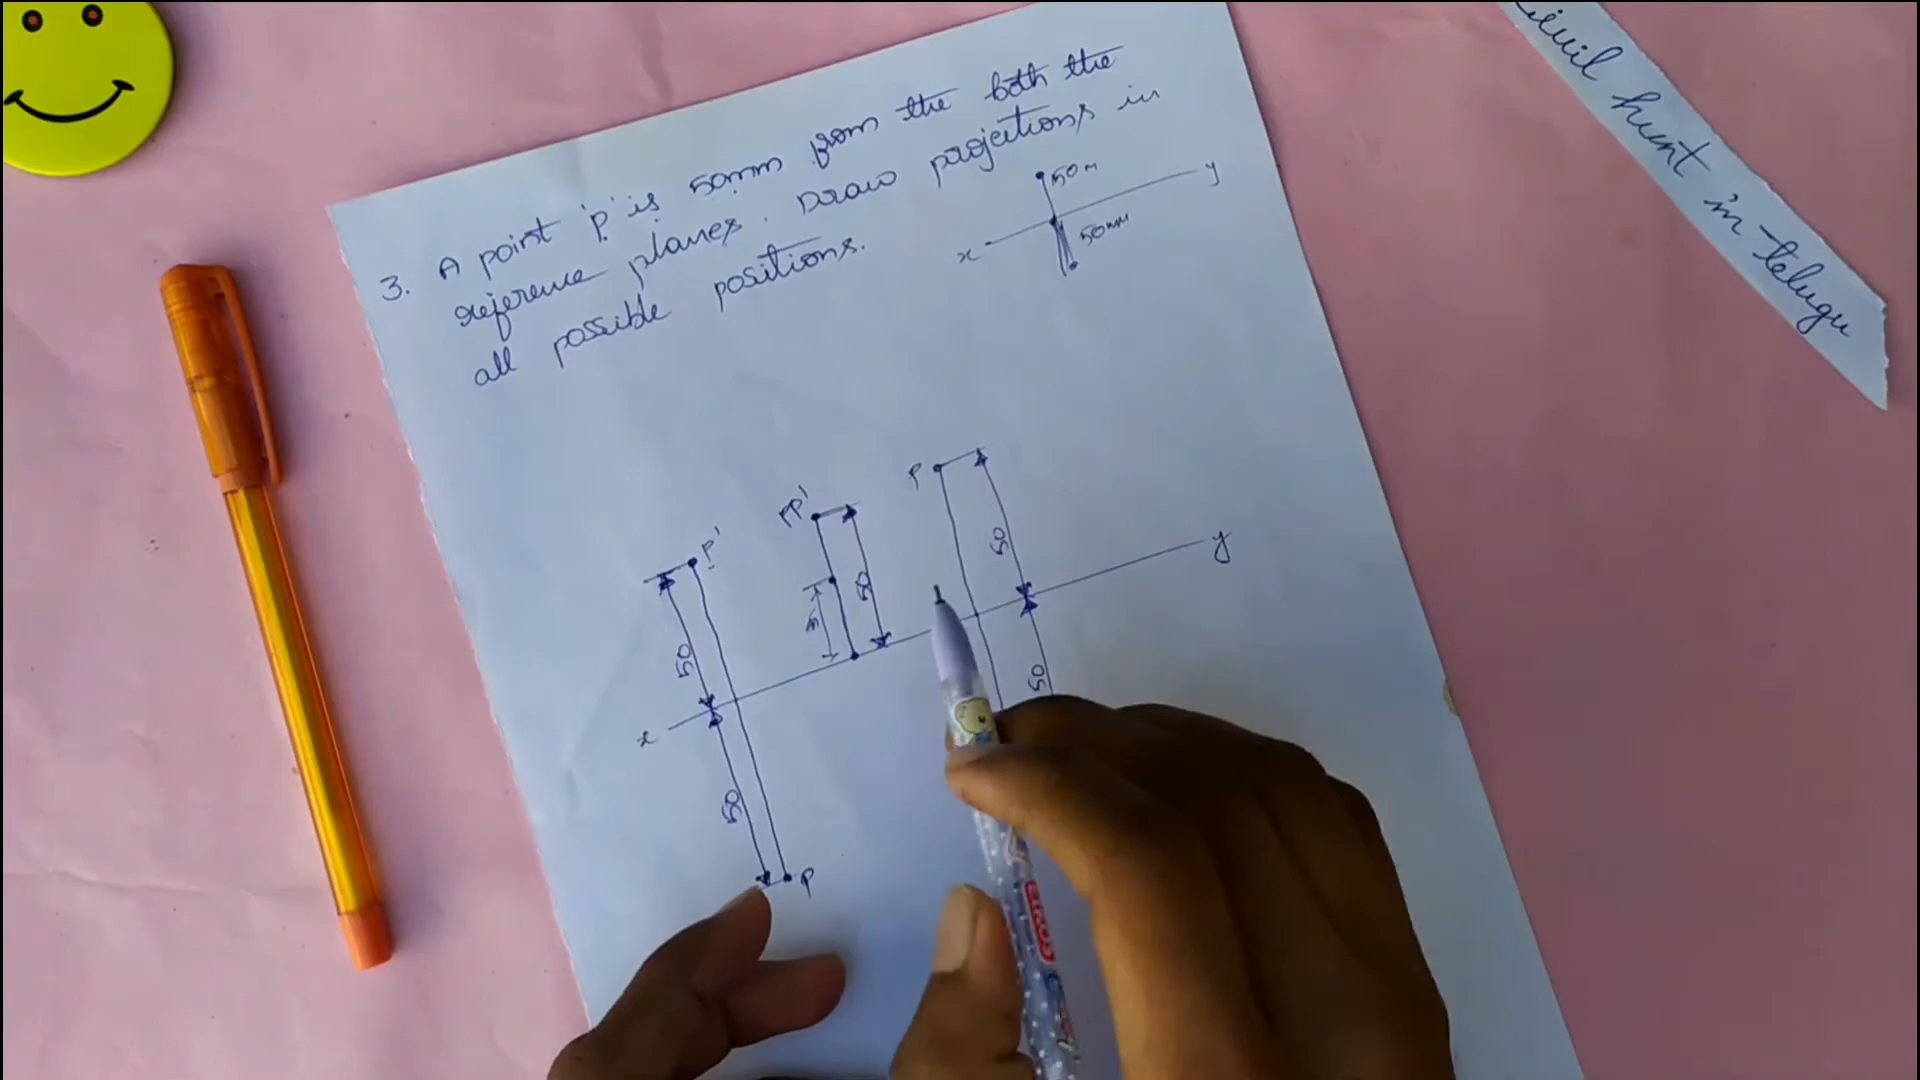 3. A point 'P' is 50mm from the both the
reference planes. Draw projections in
all possible positions.
50m
y
x
50mm
civil hunt in telugu
P
50
PP'
50
P'
y
50
50
x
50
P
ETHOS